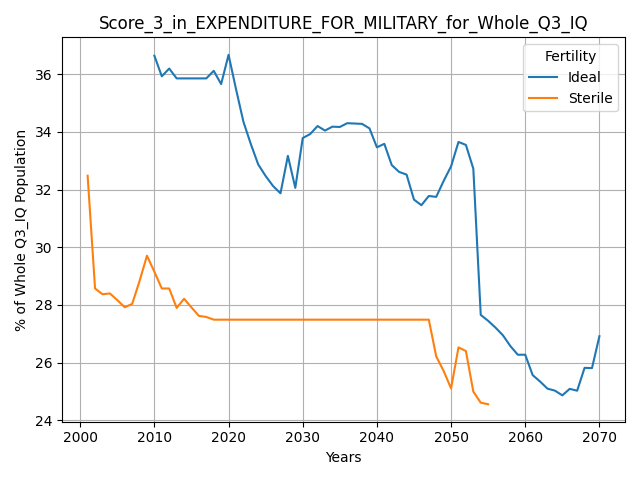 Score_3_in_EXPENDITURE_FOR_MILITARY_for_Whole_Q3_IQ
Fertility
Ideal
Sterile
% of Whole Q3_IQ Population
36
34
32
30
28
26
24
2000
2010
2020
2030
2040
2050
2060
2070
Years